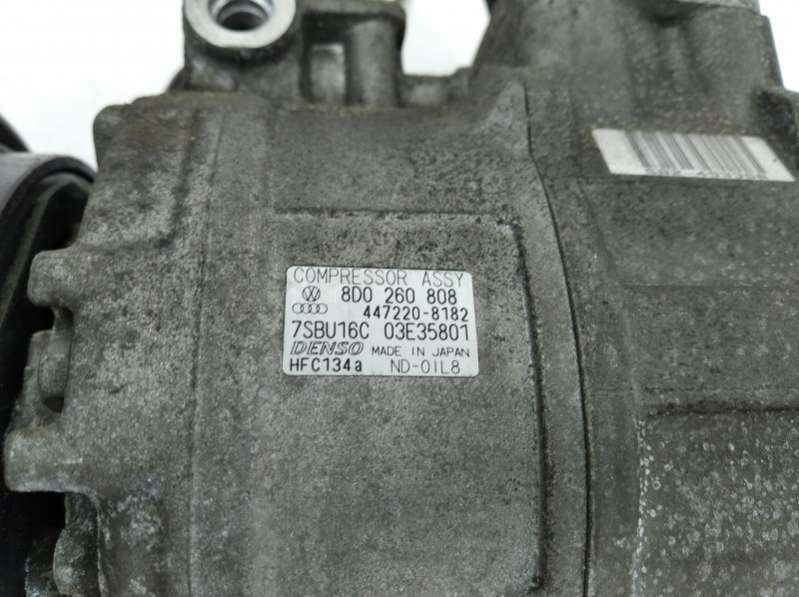 COMPRESSOR ASSY
8D0 260 808
447220-8182
7SBU16C 03E35801
DENSO MADE IN JAPAN
HFC134a ND-OIL8